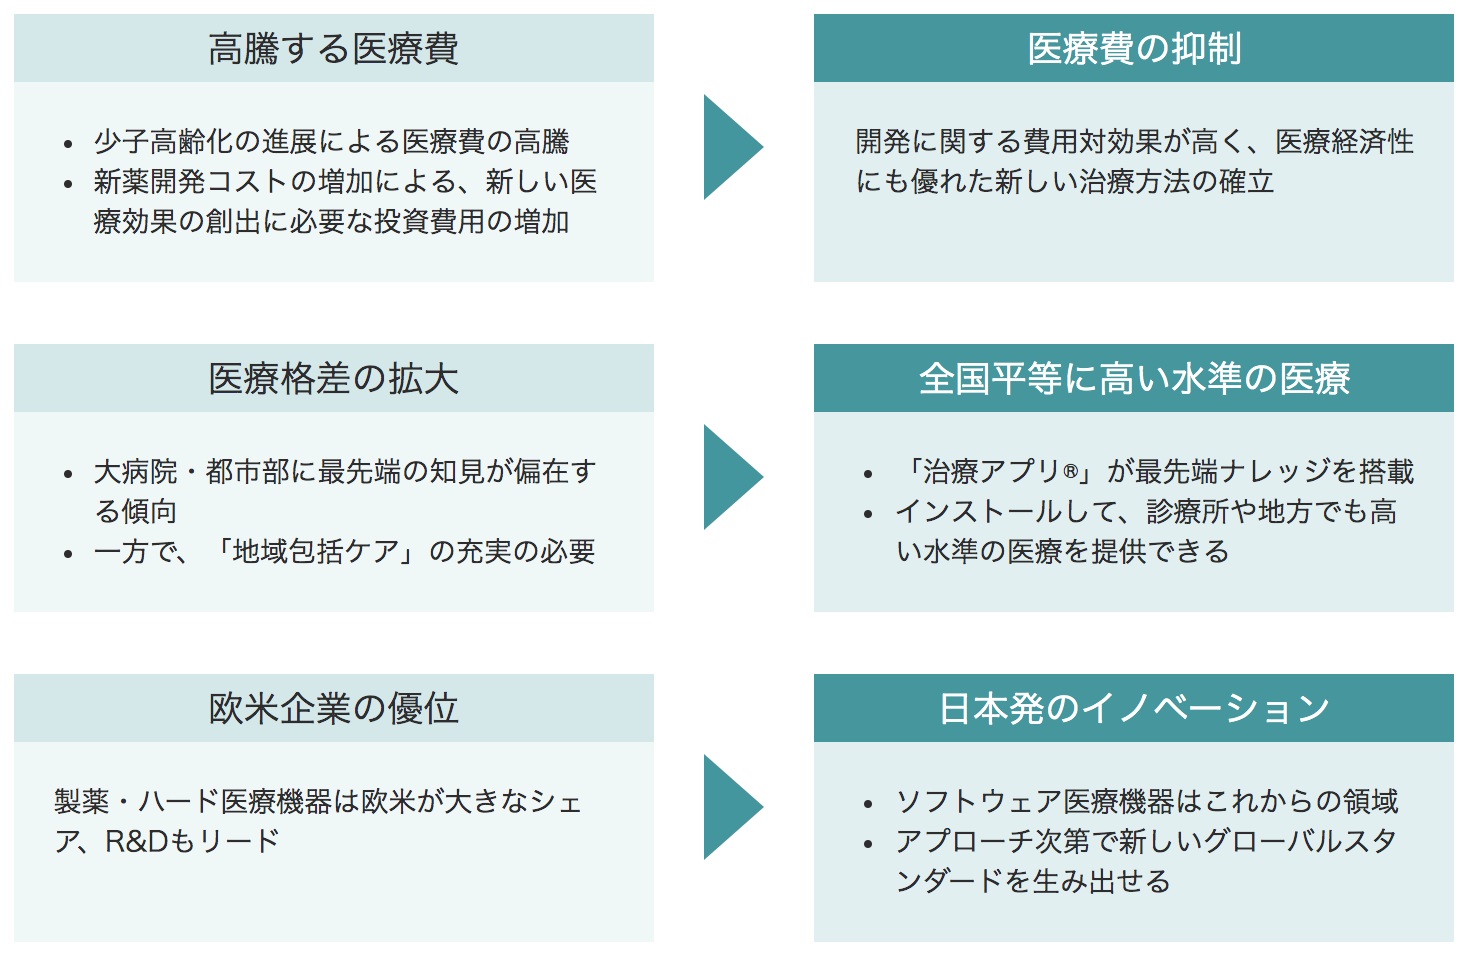 高騰する医療費
• 少子高齢化の進展による医療費の高騰
• 新薬開発コストの増加による、新しい医
療効果の創出に必要な投資費用の増加
医療費の抑制
開発に関する費用対効果が高く、医療経済性
にも優れた新しい治療方法の確立
医療格差の拡大
• 大病院・都市部に最先端の知見が偏在す
る傾向
• 一方で、「地域包括ケア」の充実の必要
全国平等に高い水準の医療
• 「治療アプリ®」が最先端ナレッジを搭載
• インストールして、診療所や地方でも高
い水準の医療を提供できる
欧米企業の優位
製薬・ハード医療機器は欧米が大きなシェ
ア、R&Dもリード
日本発のイノベーション
• ソフトウェア医療機器はこれからの領域
• アプローチ次第で新しいグローバルスタ
ンダードを生み出せる